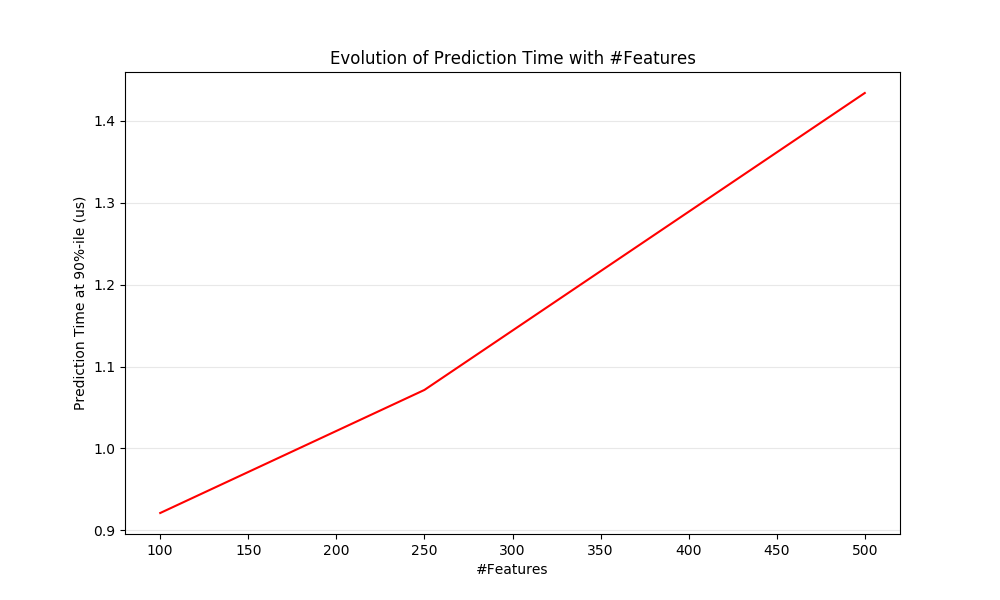 Evolution of Prediction Time with #Features
Prediction Time at 90%-ile (us)
1.4
1.3
1.2
1.1
1.0
0.9
100 150 200 250 300 350 400 450 500
#Features